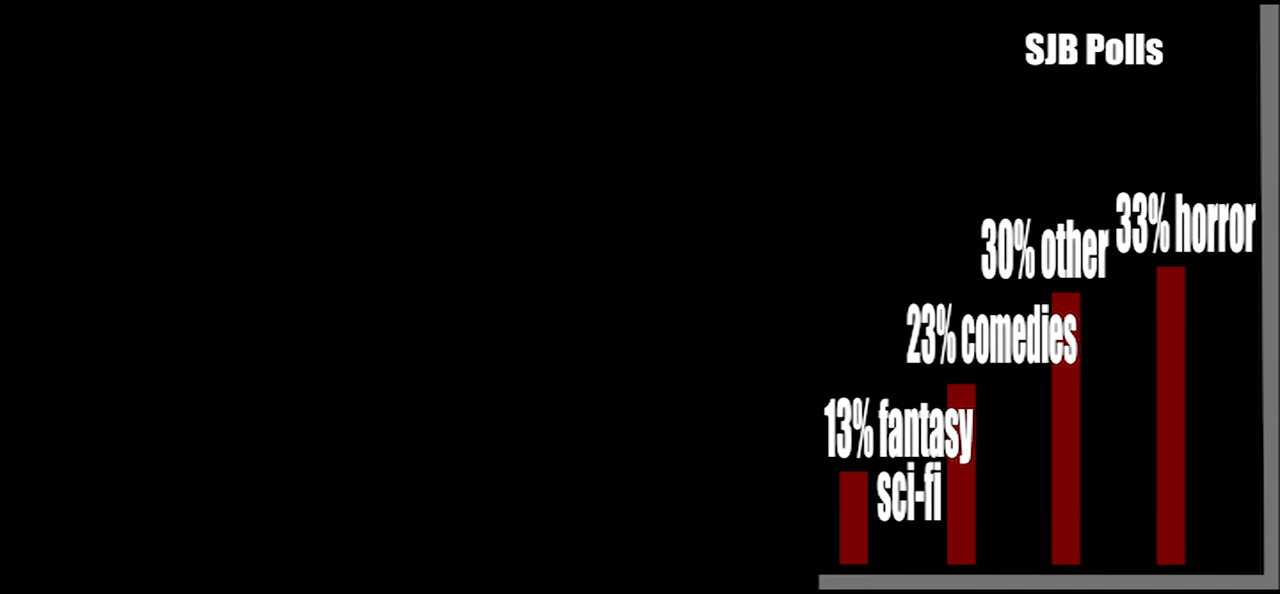 SJB Polls
33% horror
30% other
23% comedies
13% fantasy
sci-fi